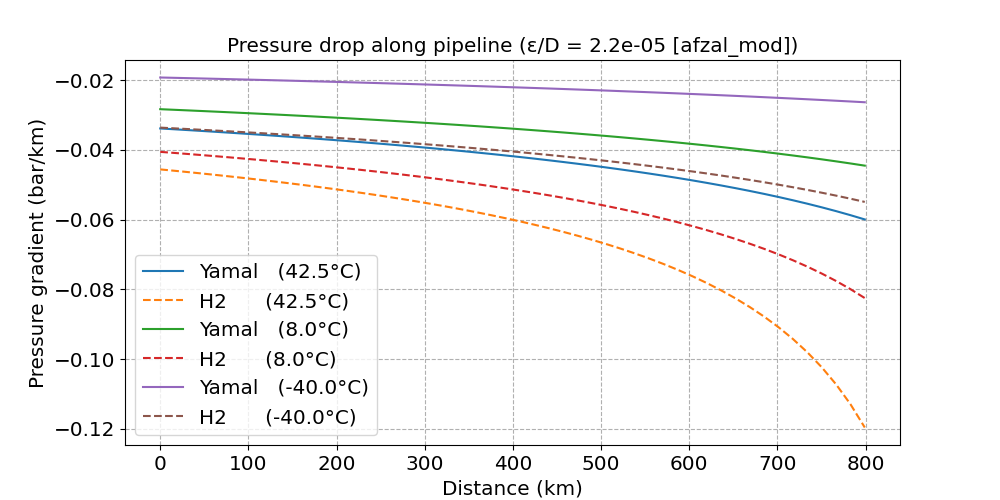 Pressure drop along pipeline (ε/D = 2.2e-05 [afzal_mod])
Pressure gradient (bar/km)
−0.02
−0.04
−0.06
−0.08
−0.10
−0.12
Yamal (42.5°C)
H2 (42.5°C)
Yamal (8.0°C)
H2 (8.0°C)
Yamal (-40.0°C)
H2 (-40.0°C)
0 100 200 300 400 500 600 700 800
Distance (km)